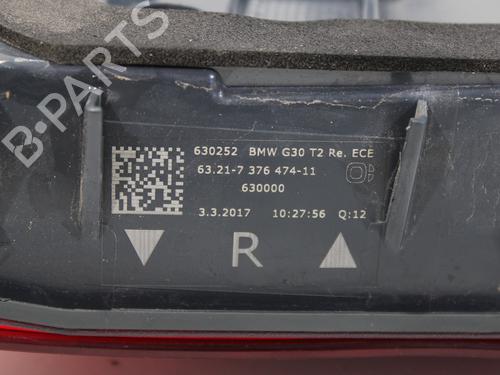 630252 BMW G30 T2 Re. ECE
63.21-7 376 474-11
630000
3.3.2017 10:27:56 Q:12
R
B-Parts